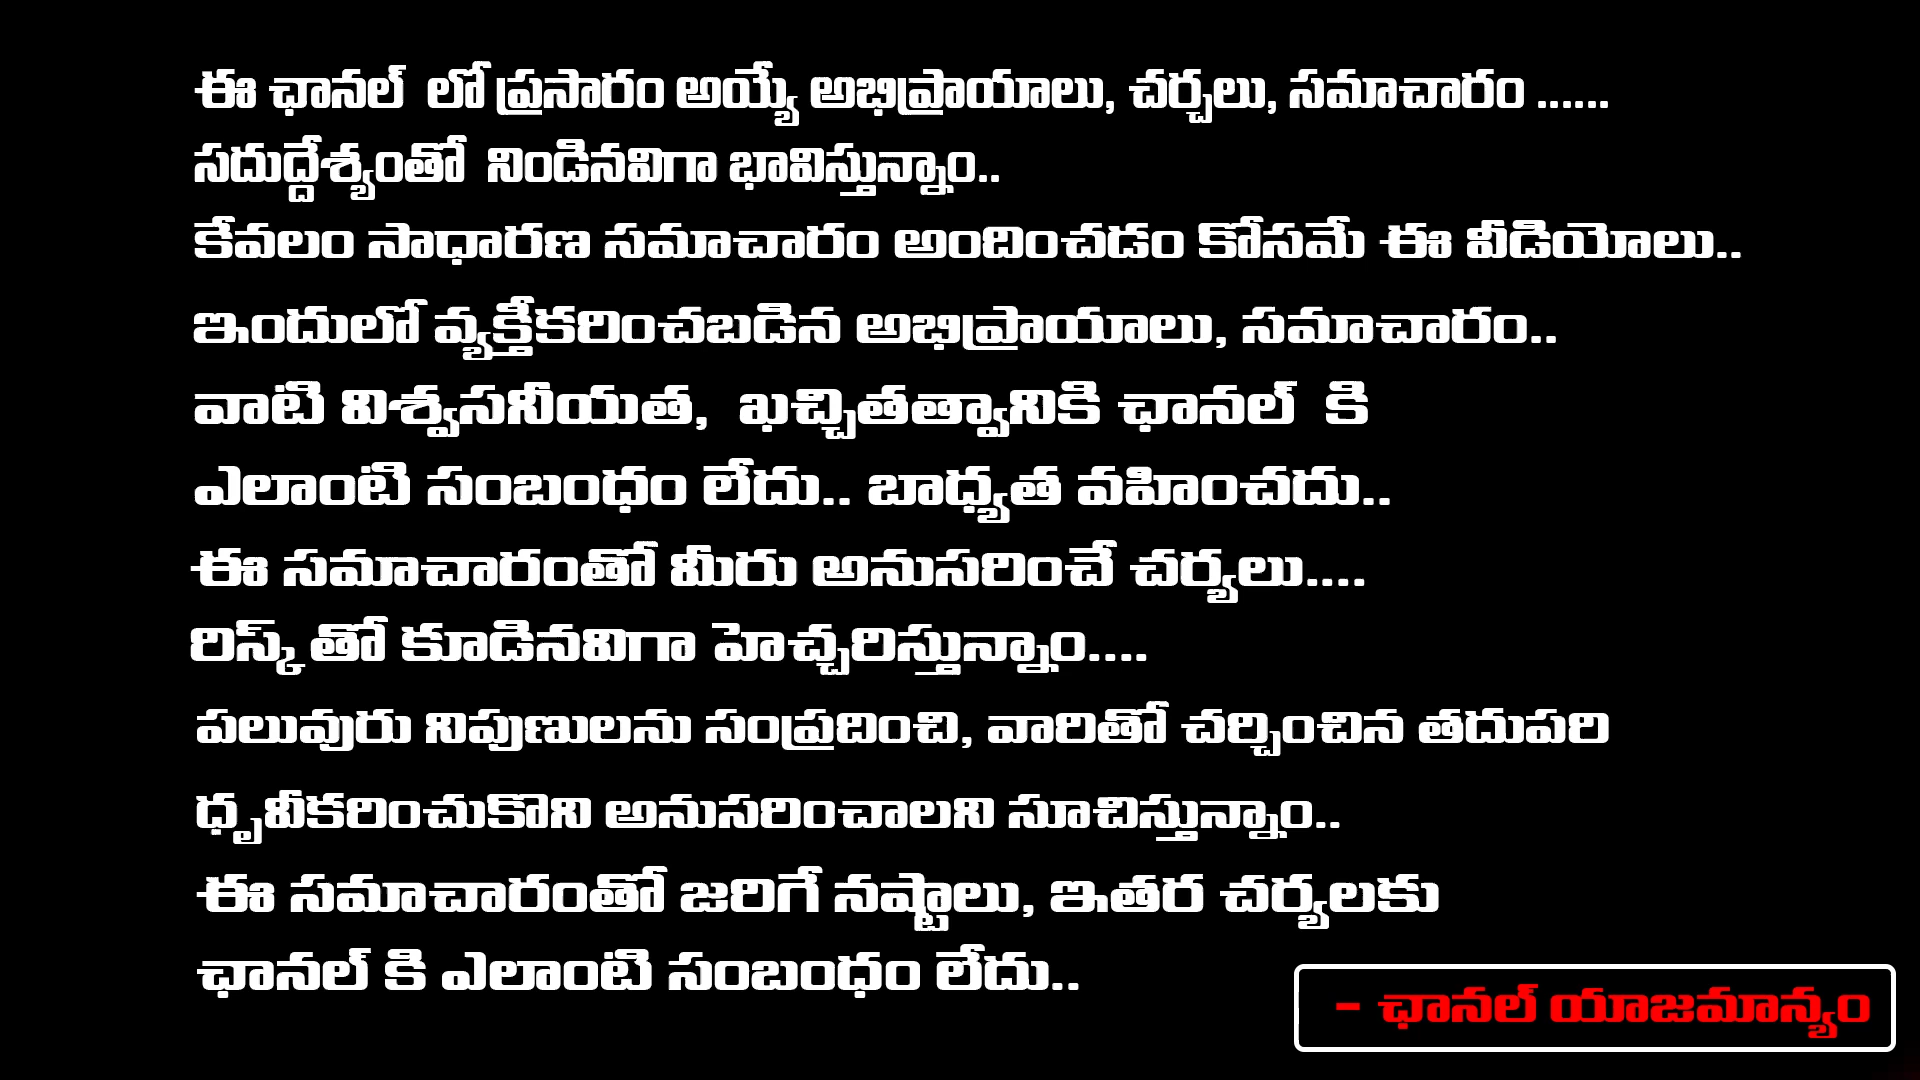 ఈ ఛానల్ లో ప్రసారం అయ్యే అభిప్రాయాలు, చర్చలు, సమాచారం ......
సదుద్దేశ్యంతో నిండినవిగా భావిస్తున్నాం..
కేవలం సాధారణ సమాచారం అందించడం కోసమే ఈ వీడియోలు..
ఇందులో వ్యక్తీకరించబడిన అభిప్రాయాలు, సమాచారం..
వాటి విశ్వసనీయత, ఖచ్చితత్వానికి ఛానల్ కి
ఎలాంటి సంబంధం లేదు.. బాధ్యత వహించదు..
ఈ సమాచారంతో మీరు అనుసరించే చర్యలు....
రిస్క్ తో కూడినవిగా హెచ్చరిస్తున్నాం....
పలువురు నిపుణులను సంప్రదించి, వారితో చర్చించిన తదుపరి
ధృవీకరించుకొని అనుసరించాలని సూచిస్తున్నాం..
ఈ సమాచారంతో జరిగే నష్టాలు, ఇతర చర్యలకు
ఛానల్ కి ఎలాంటి సంబంధం లేదు..
- ఛానల్ యాజమాన్యం